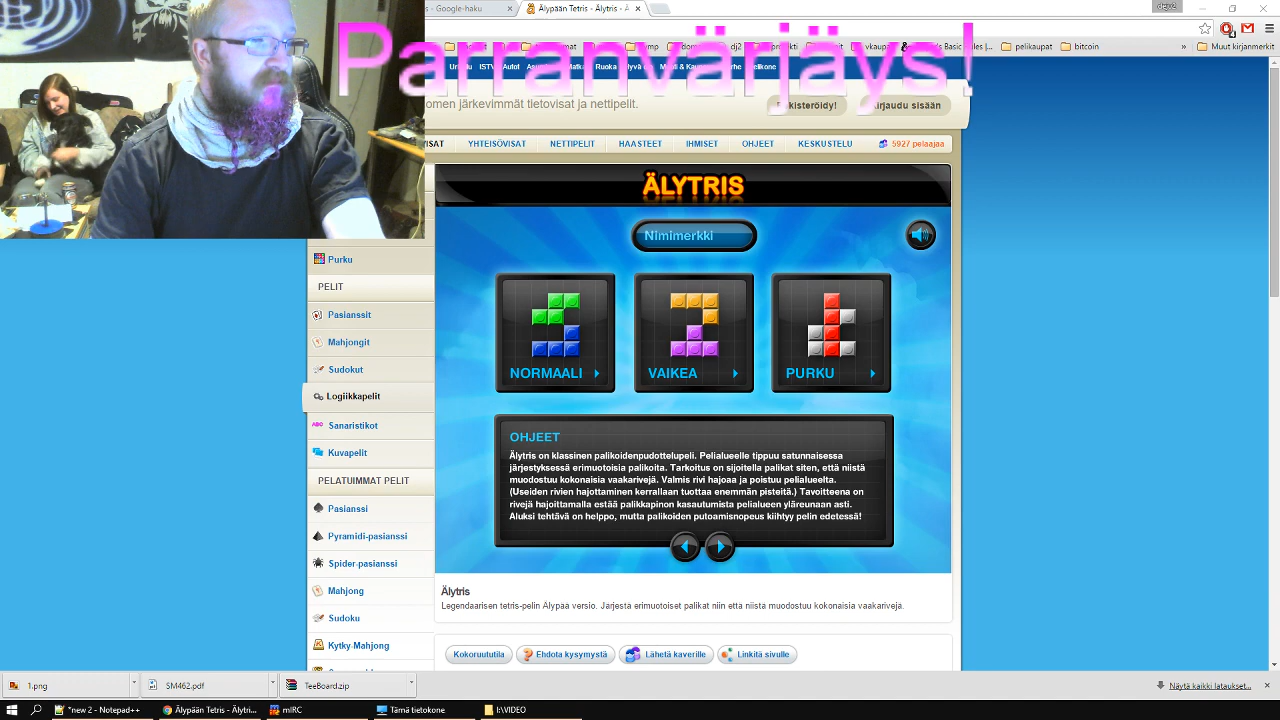 s - Google-haku
Älypään Tetris - Älytris - Ä
Parranvärjäys!
pelikaupat
bitcoin
»
Muut kirjanmerkit
ISTV
Autot
Ruoka
omen järkevimmät tietovisat ja nettipelit.
Kirjaudu sisään
VISAT
YHTEISÖVISAT
NETTIPELIT
HAASTEET
IHMISET
OHJEET
KESKUSTELU
5927 pelaajaa
ÄLYTRIS
Nimimerkki
Purku
PELIT
Pasianssit
Mahjongit
Sudokut
Logiikkapelit
Sanaristikot
Kuvapelit
PELATUIMMAT PELIT
Pasianssi
Pyramidi-pasianssi
Spider-pasianssi
Mahjong
Sudoku
Kytky-Mahjong
NORMAALI
VAIKEA
PURKU
OHJEET
Älytris on klassinen palikoidenpudottelupeli. Pelialueelle tippuu satunnaisessa
järjestyksessä erimuotoisia palikoita. Tarkoitus on sijoitella palikat siten, että niistä
muodostuu kokonaisia vaakarivejä. Valmis rivi hajoaa ja poistuu pelialueelta.
(Useiden rivien hajottaminen kerrallaan tuottaa enemmän pisteitä.) Tavoitteena on
rivejä hajoittamalla estää palikkapinon kasautumista pelialueen yläreunaan asti.
Aluksi tehtävä on helppo, mutta palikoiden putoamisnopeus kiihtyy pelin edetessä!
Älytris
Legendaarisen tetris-pelin Älypää versio. Järjestä erimuotoiset palikat niin että niistä muodostuu kokonaisia vaakarivejä.
Kokoruututila
Ehdota kysymystä
Lähetä kaverille
Linkitä sivulle
1.png
SM462.pdf
TeeBoard.zip
Näytä kaikki lataukset...
*new 2 - Notepad++
Älypään Tetris - Älytri...
mIRC
Tämä tietokone
I:\VIDEO